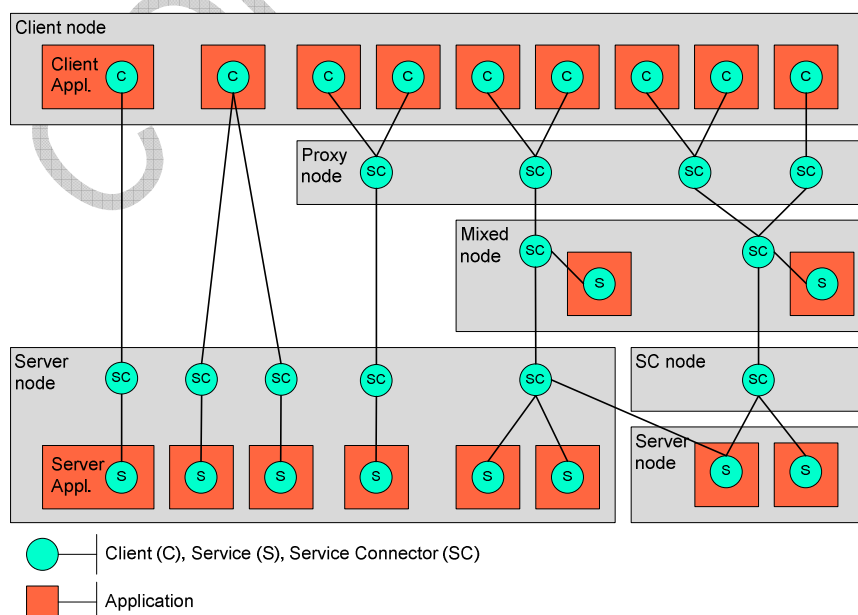 Client node
Client
Appl.
C
C
C
C
C
C
C
C
C
Proxy
node
SC
SC
SC
SC
Mixed
node
SC
S
SC
S
Server
node
SC
SC
SC
SC
SC
SC node
SC
Server
Appl.
S
S
S
S
S
S
Server
node
S
S
Client (C), Service (S), Service Connector (SC)
Application